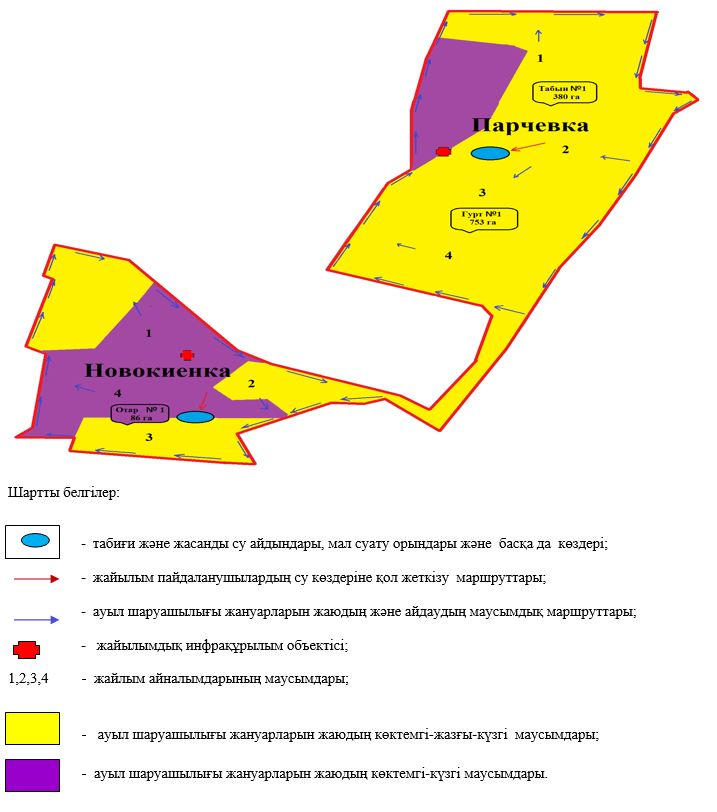 1
Табын №1
380 га
Парчевка
2
3
Гурт №1
753 га
4
1
Новокиенка
2
4
Отар № 1
86 га
3
Шартты белгілер:
- табиғи және жасанды су айдындары, мал суату орындары және басқа да көздері;
- жайылым пайдаланушылардың су көздеріне қол жеткізу маршруттары;
- ауыл шаруашылығы жануарларын жаюдың және айдаудың маусымдық маршруттары;
- жайылымдық инфрақұрылым объектісі;
1,2,3,4 - жайлым айналымдарының маусымдары;
- ауыл шаруашылығы жануарларын жаюдың көктемгі-жазғы-күзгі маусымдары;
- ауыл шаруашылығы жануарларын жаюдың көктемгі-күзгі маусымдары.